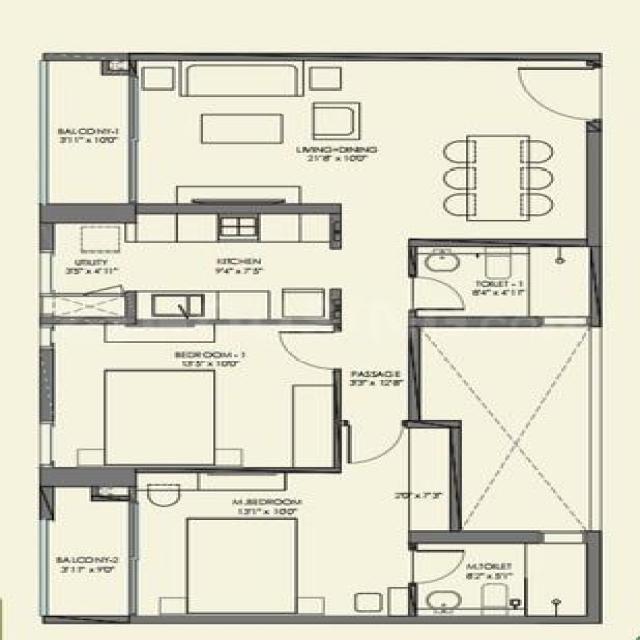 BALCONY-1
3'11" x 10'0"
LIVING+DINING
21'8" x 10'0"
UTILITY
3'5" x 4'11"
KITCHEN
9'4" x 7'5"
TOILET - 1
8'4" x 4'11"
BEDROOM - 1
13'5" x 10'0"
PASSAGE
3'3" x 12'8"
2'0" x 7'3"
M.BEDROOM
13'1" x 10'0"
BALCONY-2
3'11" x 9'0"
M.TOILET
8'2" x 5'1"